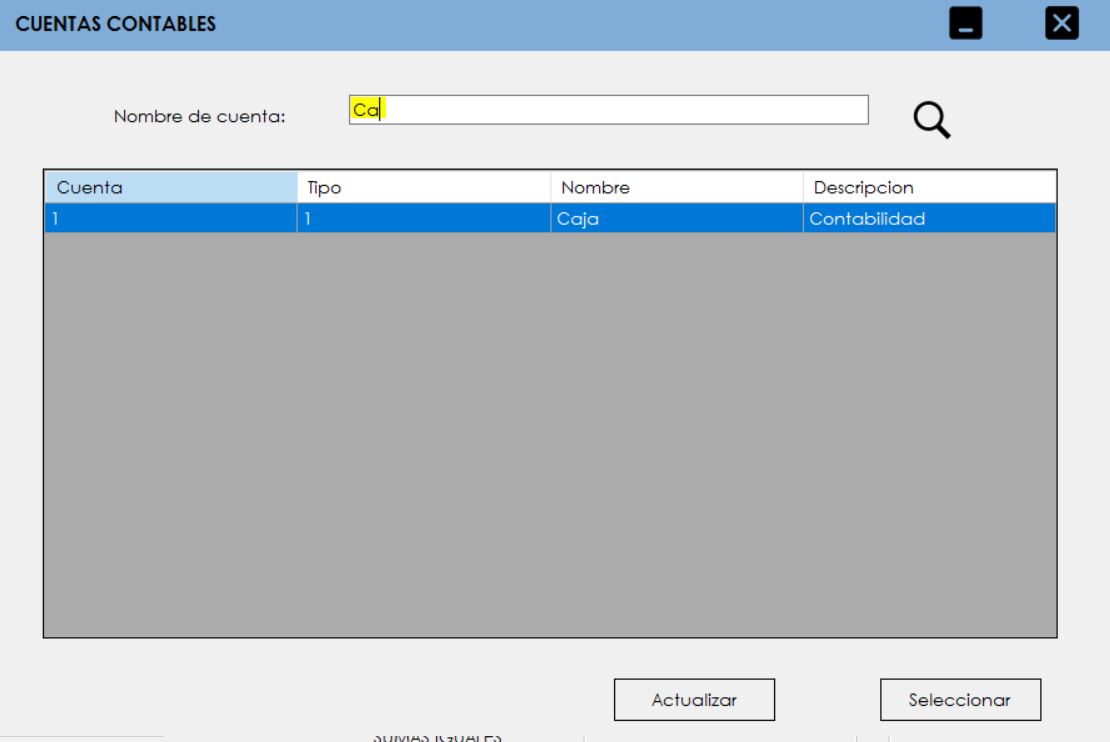 CUENTAS CONTABLES
Nombre de cuenta: Ca
Cuenta Tipo Nombre Descripcion
1 1 Caja Contabilidad
Actualizar Seleccionar
SUMAS IGUALES